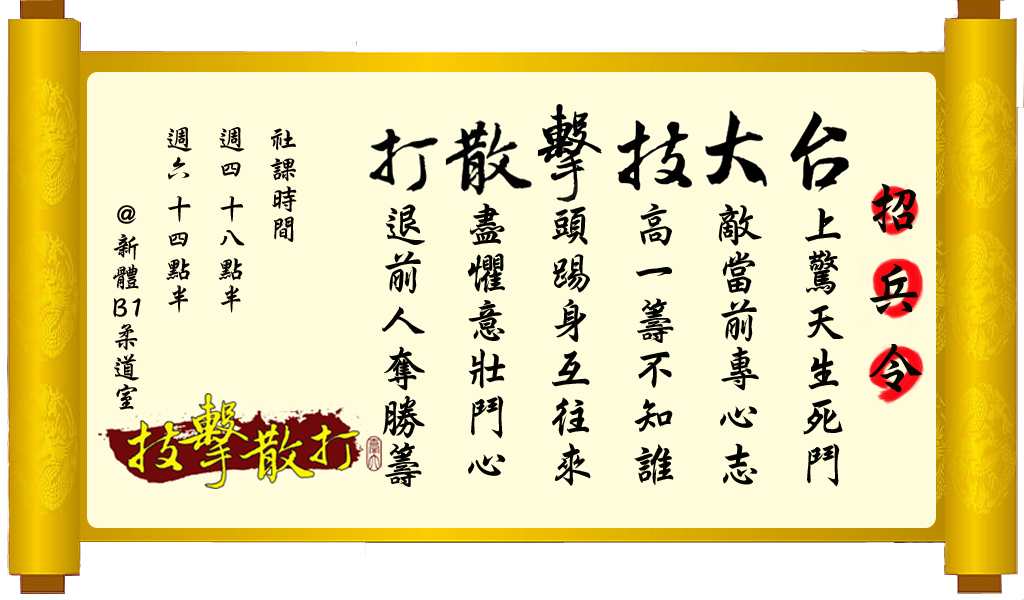 招兵令
台上驚天生死鬥
大敵當前專心志
技高一籌不知誰
擊頭踢身互往來
散盡懼意壯鬥心
打退前人奪勝籌
社課時間
週四 十八點半
週六 十四點半
@新體B1柔道室
技擊散打
臺大